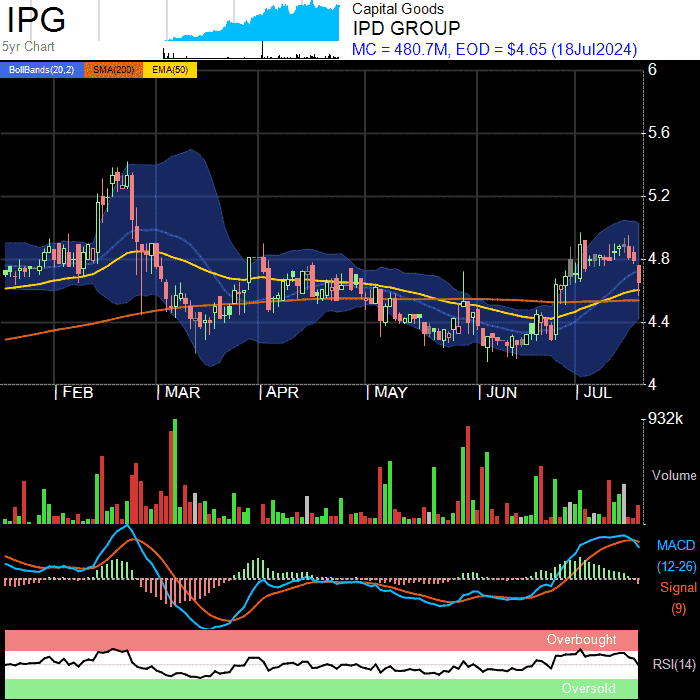 IPG
5yr Chart
Capital Goods
IPD GROUP
MC = 480.7M, EOD = $4.65 (18Jul2024)
BollBands(20,2) SMA(200) EMA(50)
6
5.6
5.2
4.8
4.4
4
FEB MAR APR MAY JUN JUL
932k
Volume
MACD
(12-26)
Signal
(9)
Overbought
RSI(14)
Oversold